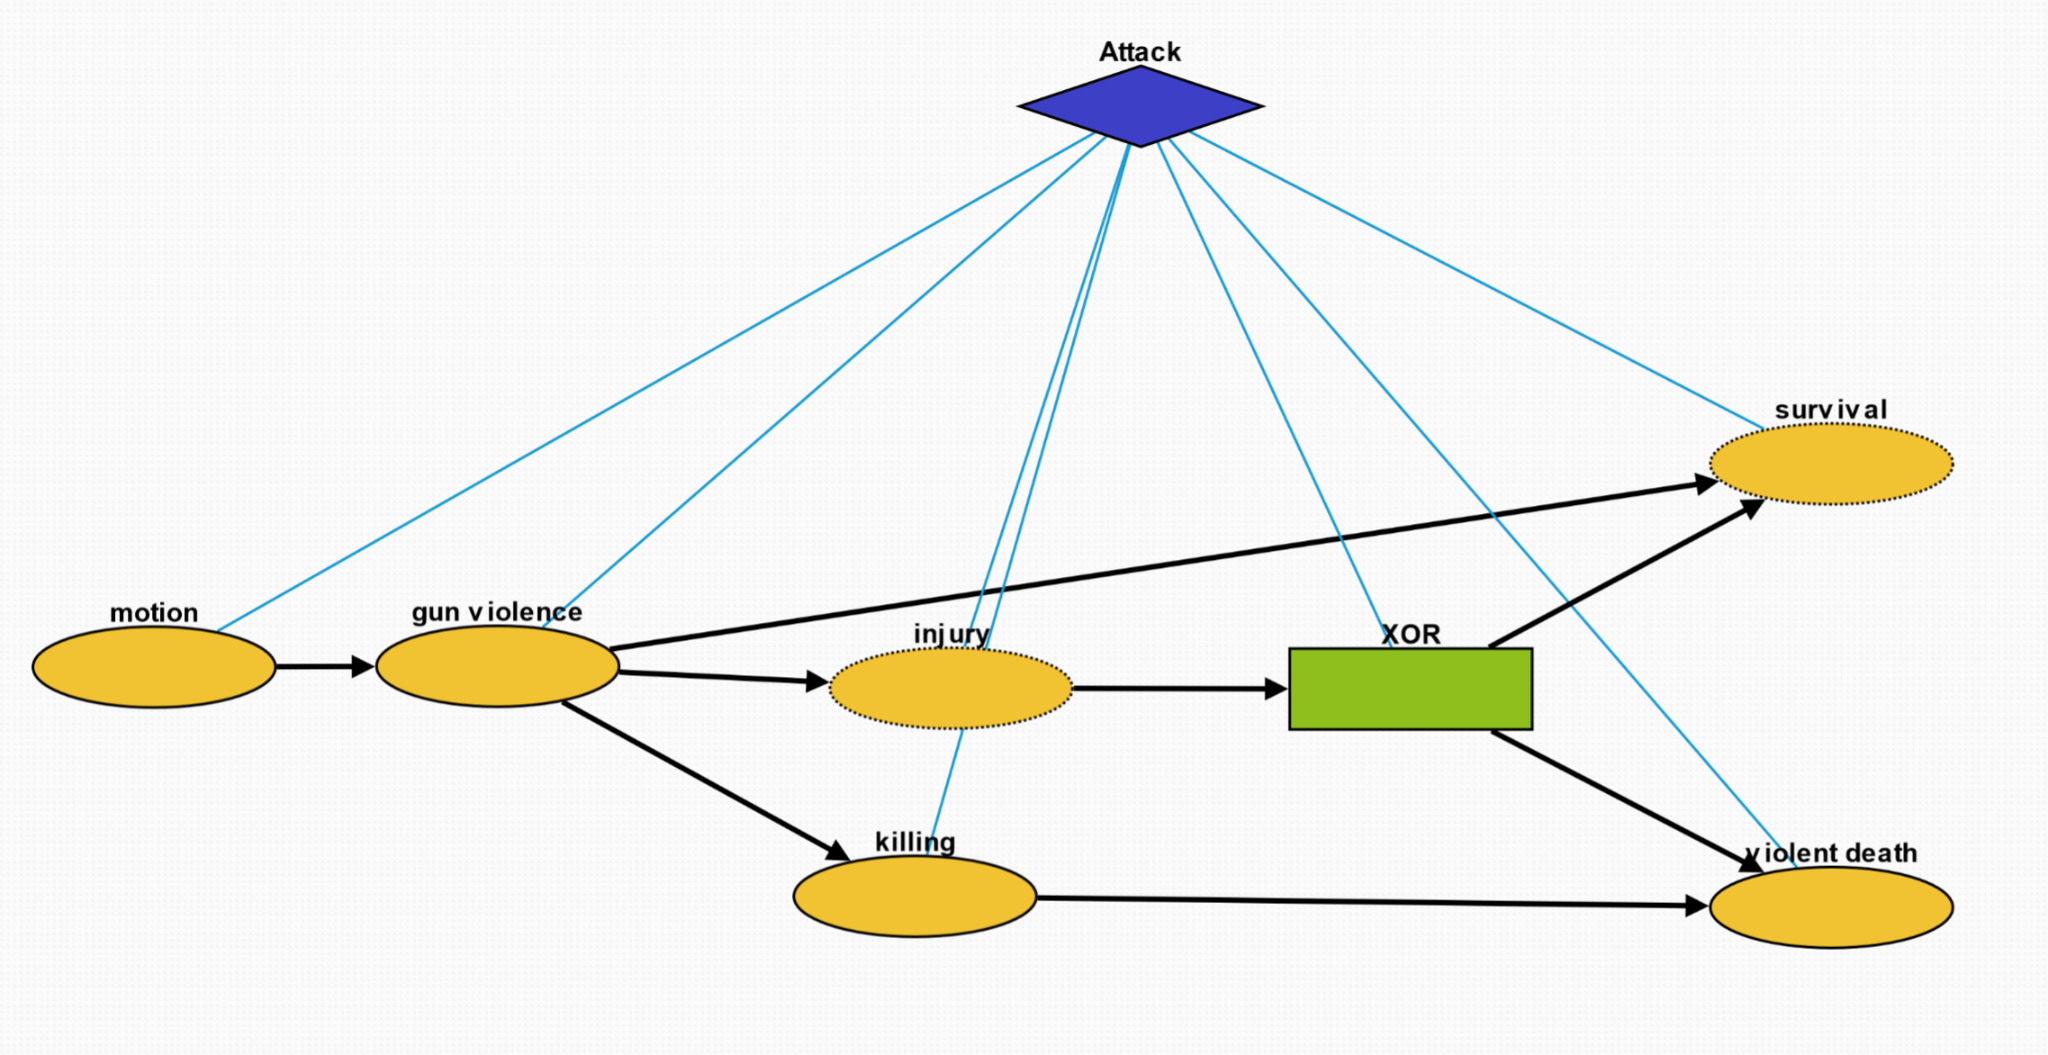 Attack
survival
motion
gun violence
injury
XOR
killing
violent death